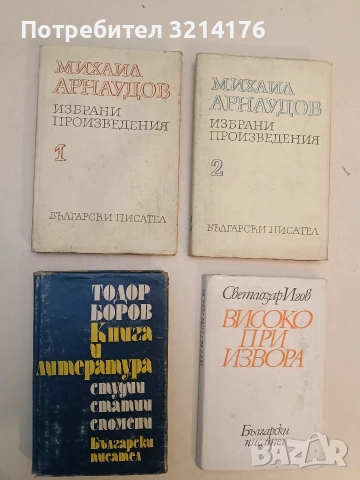 Потребител 3214176
МИХАИЛ
АРНАУДОВ
ИЗБРАНИ
ПРОИЗВЕДЕНИЯ
1
БЪЛГАРСКИ ПИСАТЕЛ
МИХАИЛ
АРНАУДОВ
ИЗБРАНИ
ПРОИЗВЕДЕНИЯ
2
БЪЛГАРСКИ ПИСАТЕЛ
ТОДОР
БОРОВ
Книга
и
литература
студии
статии
спомени
Български
писател
Светлозар Игов
ВИСОКО
ПРИ
ИЗВОРА
Български
писател
BAZAR